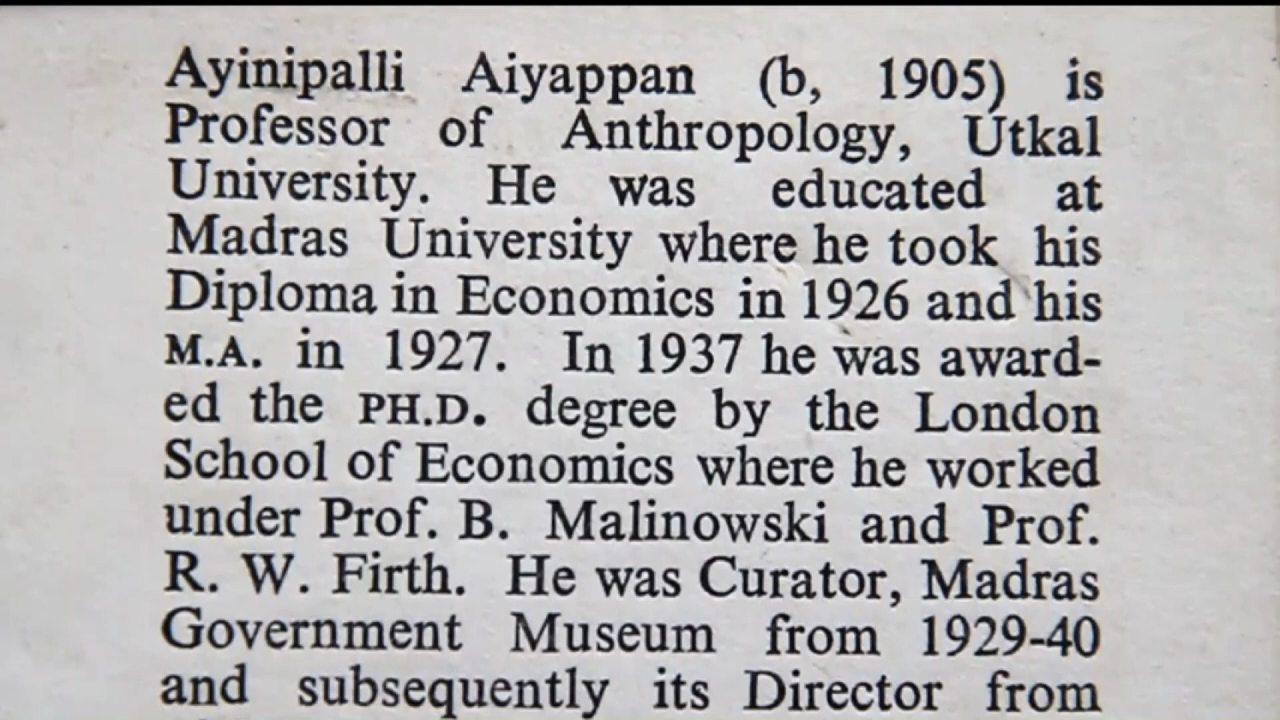 Ayinipalli Aiyappan (b, 1905) is
Professor of Anthropology, Utkal
University. He was educated at
Madras University where he took his
Diploma in Economics in 1926 and his
M.A. in 1927. In 1937 he was award-
ed the PH.D. degree by the London
School of Economics where he worked
under Prof. B. Malinowski and Prof.
R. W. Firth. He was Curator, Madras
Government Museum from 1929-40
and subsequently its Director from